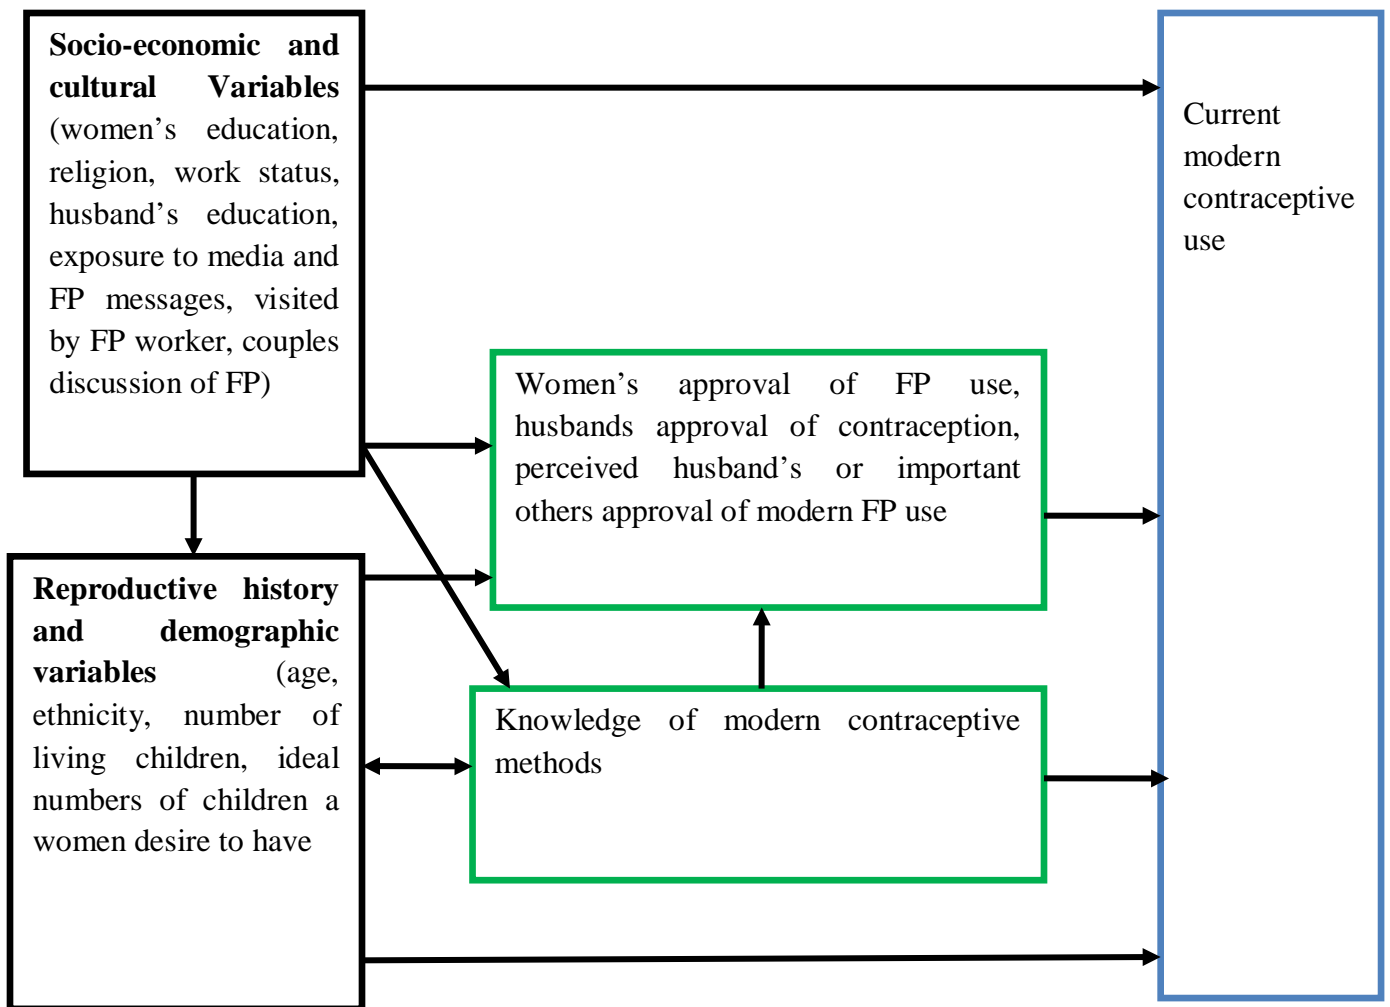 Socio-economic and
cultural Variables
(women’s education,
religion, work status,
husband’s education,
exposure to media and
FP messages, visited
by FP worker, couples
discussion of FP)
Current
modern
contraceptive
use
Women’s approval of FP use,
husbands approval of contraception,
perceived husband’s or important
others approval of modern FP use
Reproductive history
and demographic
variables (age,
ethnicity, number of
living children, ideal
numbers of children a
women desire to have
Knowledge of modern contraceptive
methods